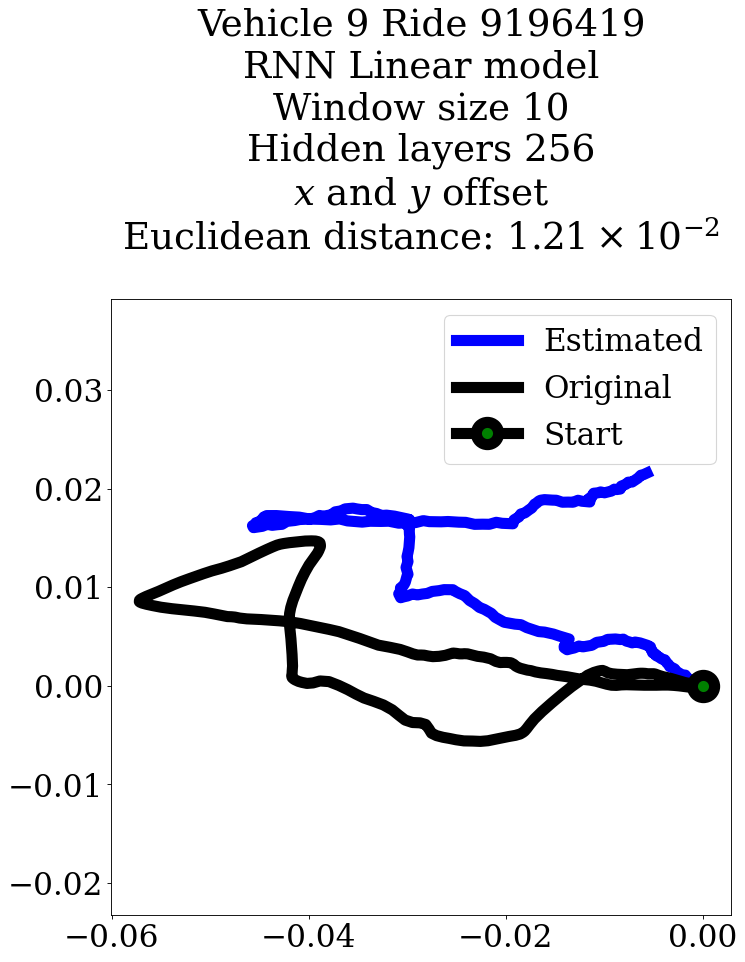 Vehicle 9 Ride 9196419
RNN Linear model
Window size 10
Hidden layers 256
x and y offset
Euclidean distance: 1.21 × 10⁻²
Estimated
Original
Start
0.03
0.02
0.01
0.00
−0.01
−0.02
−0.06 −0.04 −0.02 0.00